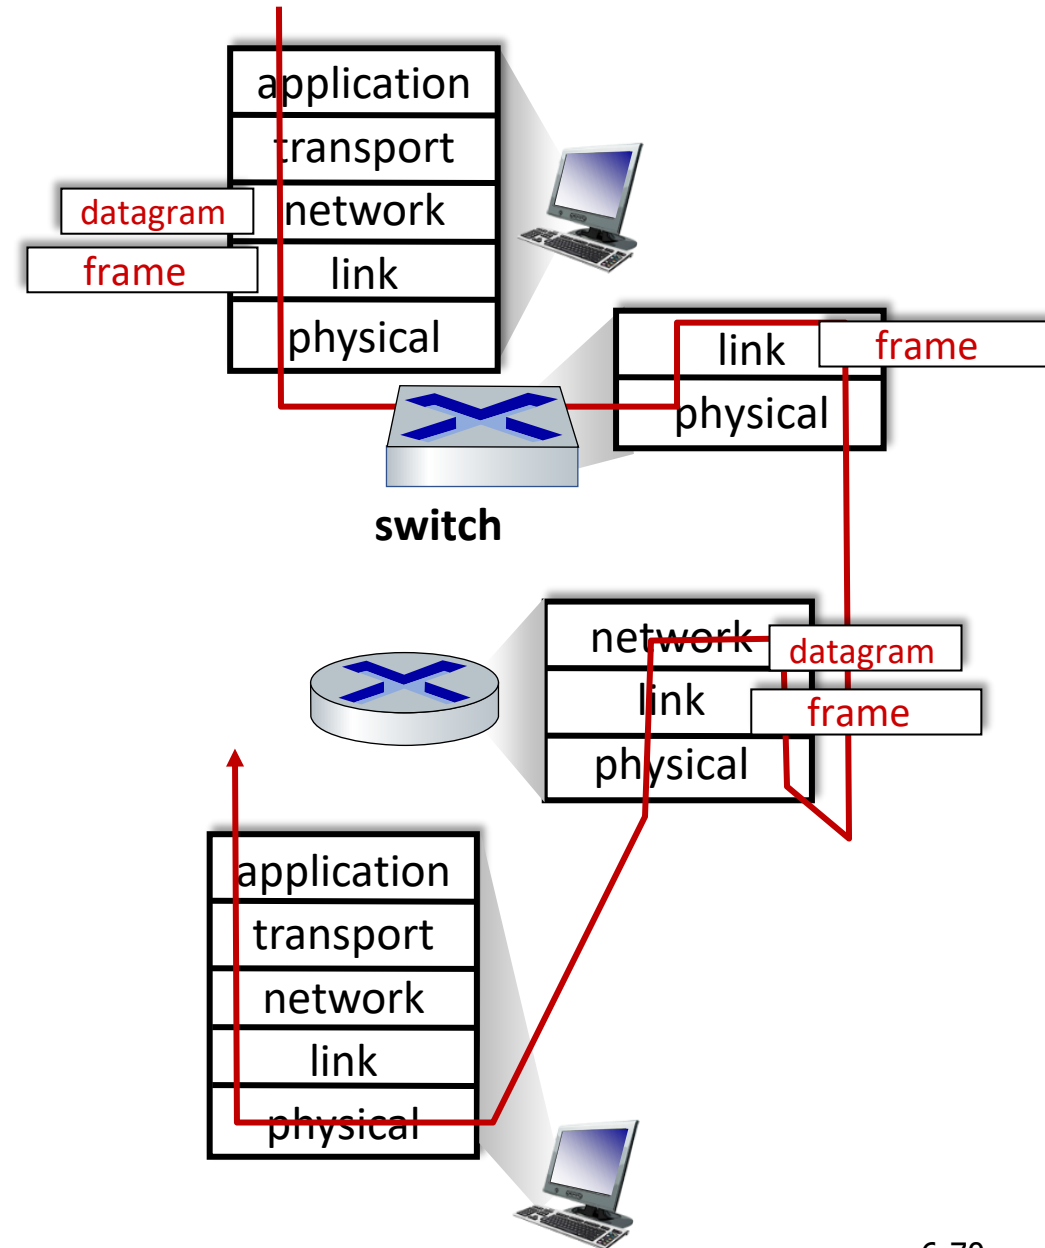 application
transport
datagram
network
frame
link
physical
link
frame
physical
switch
network
datagram
link
frame
physical
application
transport
network
link
physical